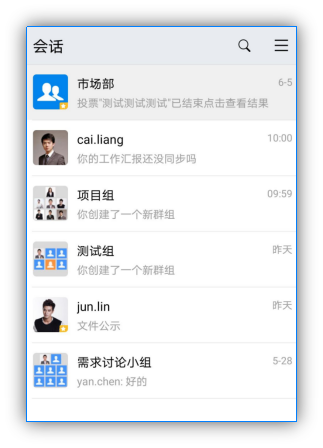 会话
市场部 6-5
投票"测试测试测试"已结束点击查看结果
cai.liang 10:00
你的工作汇报还没同步吗
项目组 09:59
你创建了一个新群组
测试组 昨天
你创建了一个新群组
jun.lin 昨天
文件公示
需求讨论小组 5-28
yan.chen: 好的